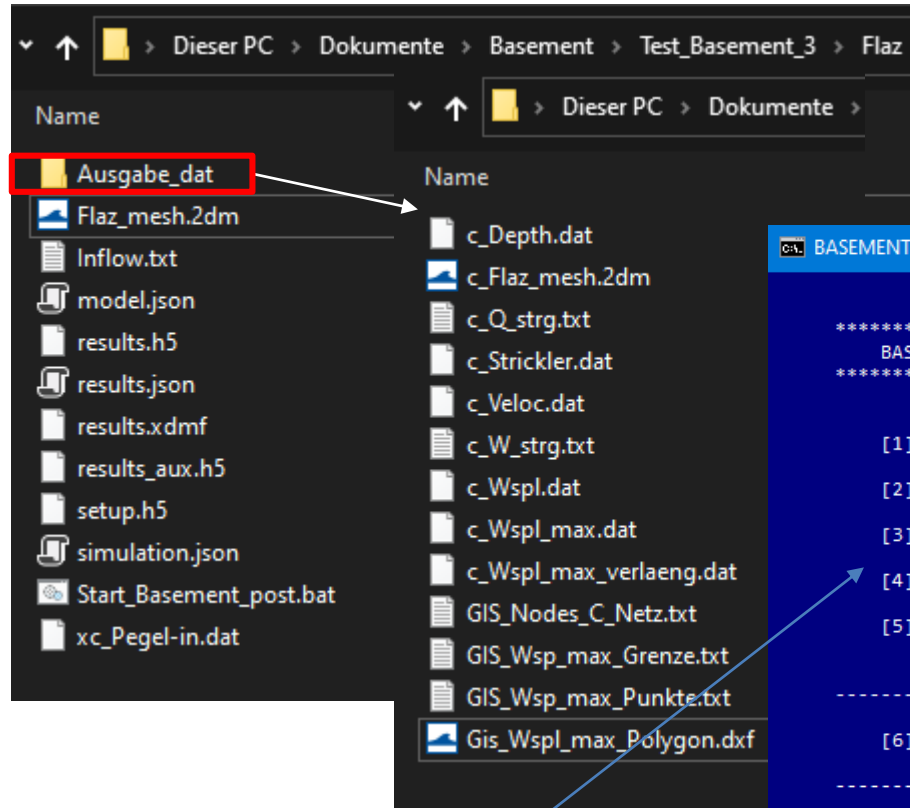 Dieser PC > Dokumente > Basement > Test_Basement_3 > Flaz
Name
Ausgabe_dat
Flaz_mesh.2dm
Inflow.txt
model.json
results.h5
results.json
results.xdmf
results_aux.h5
setup.h5
simulation.json
Start_Basement_post.bat
xc_Pegel-in.dat
Dieser PC > Dokumente >
Name
c_Depth.dat
c_Flaz_mesh.2dm
c_Q_strg.txt
c_Strickler.dat
c_Veloc.dat
c_W_strg.txt
c_Wspl.dat
c_Wspl_max.dat
c_Wspl_max_verlaeng.dat
GIS_Nodes_C_Netz.txt
GIS_Wsp_max_Grenze.txt
GIS_Wsp_max_Punkte.txt
Gis_Wspl_max_Polygon.dxf
BASEMENT
*******
BAS
*******
[1]
[2]
[3]
[4]
[5]
-------
[6]
-------